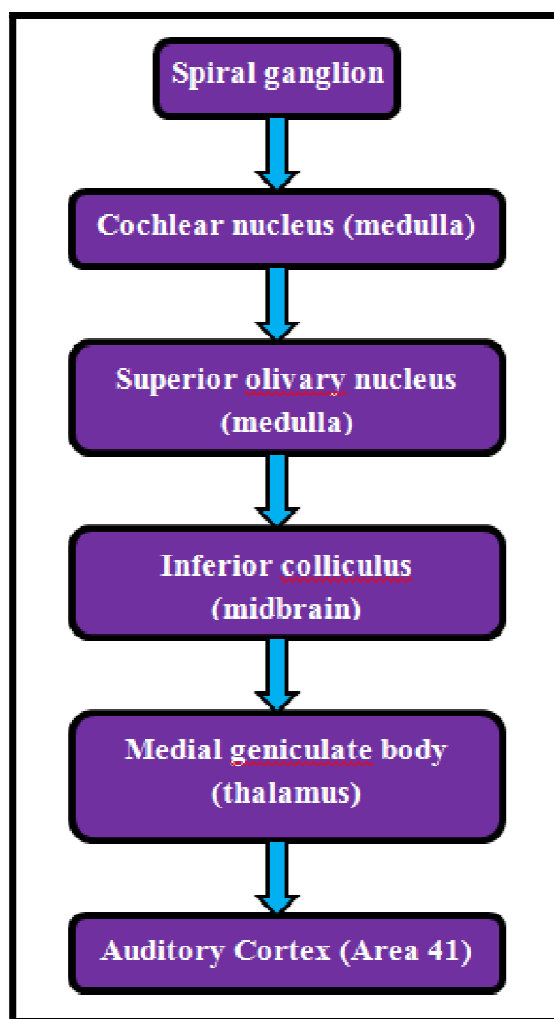 Spiral ganglion
Cochlear nucleus (medulla)
Superior olivary nucleus
(medulla)
Inferior colliculus
(midbrain)
Medial geniculate body
(thalamus)
Auditory Cortex (Area 41)